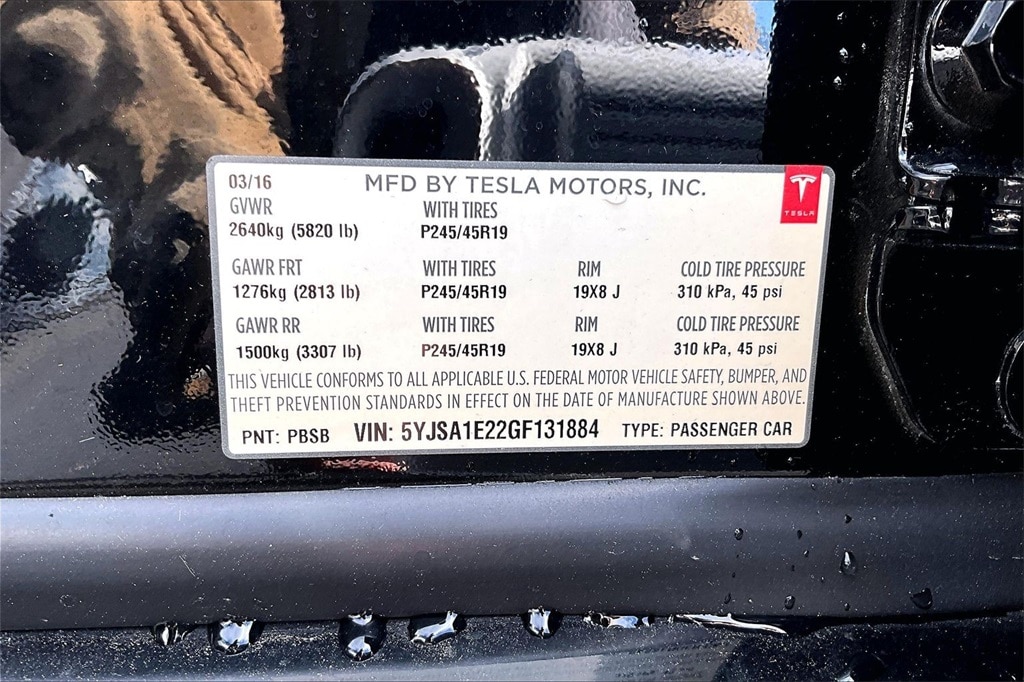 03/16 MFD BY TESLA MOTORS, INC.
TESLA
GVWR WITH TIRES
2640kg (5820 lb) P245/45R19
GAWR FRT WITH TIRES RIM COLD TIRE PRESSURE
1276kg (2813 lb) P245/45R19 19X8 J 310 kPa, 45 psi
GAWR RR WITH TIRES RIM COLD TIRE PRESSURE
1500kg (3307 lb) P245/45R19 19X8 J 310 kPa, 45 psi
THIS VEHICLE CONFORMS TO ALL APPLICABLE U.S. FEDERAL MOTOR VEHICLE SAFETY, BUMPER, AND
THEFT PREVENTION STANDARDS IN EFFECT ON THE DATE OF MANUFACTURE SHOWN ABOVE.
PNT: PBSB VIN: 5YJSA1E22GF131884 TYPE: PASSENGER CAR